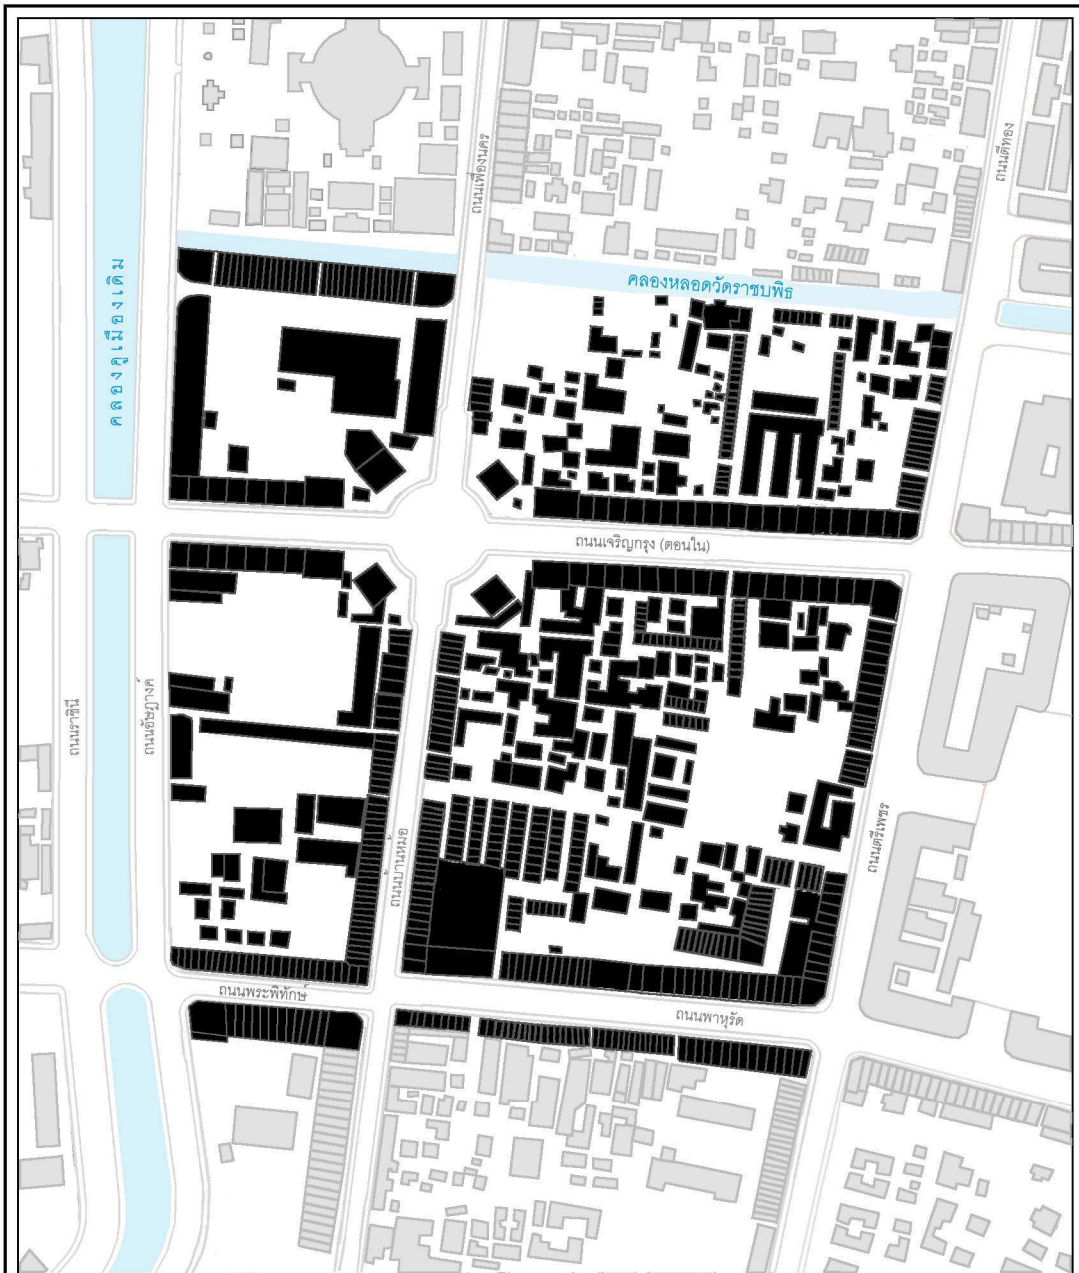 ถนนเฟื่องนคร
ถนนตีทอง
คลองหลอดวัดราชบพิธ
คลองคูเมืองเดิม
ถนนเจริญกรุง (ตอนใน)
ถนนราชินี
ถนนอัษฎางค์
ถนนบ้านหม้อ
ถนนตรีเพชร
ถนนพระพิทักษ์
ถนนพาหุรัด